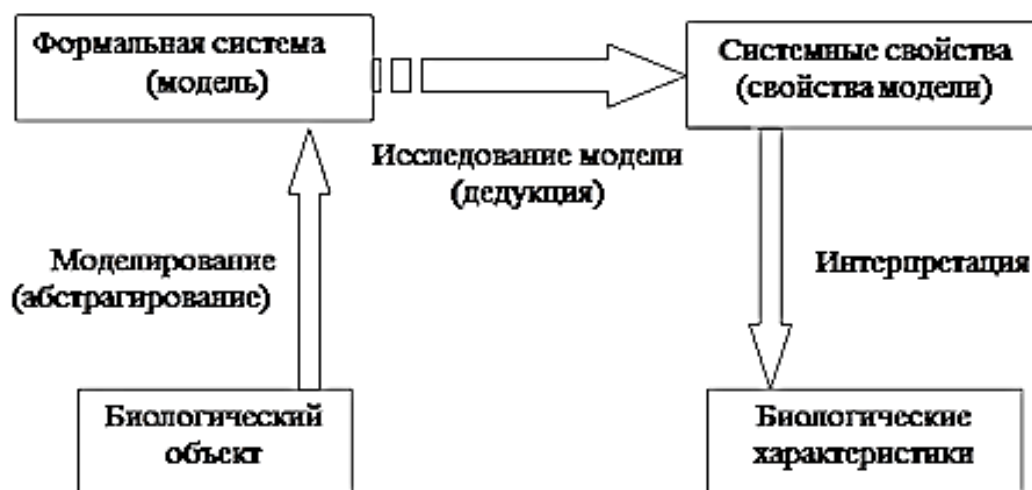 Формальная система
(модель)
Системные свойства
(свойства модели)
Исследование модели
(дедукция)
Моделирование
(абстрагирование)
Интерпретация
Биологический
объект
Биологические
характеристики